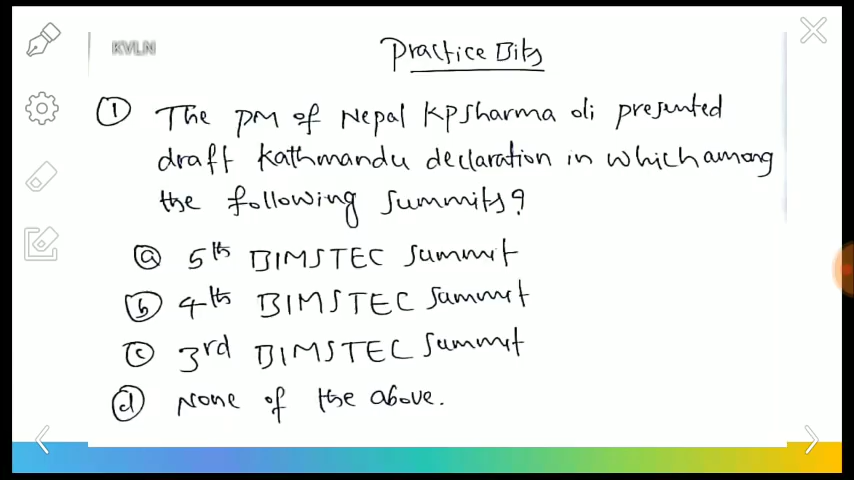 KVLN
Practice Bits
① The PM of Nepal KPSharma oli presented
draft Kathmandu declaration in which among
the following summits?
ⓐ 5th BIMSTEC summit
ⓑ 4th BIMSTEC summit
ⓒ 3rd BIMSTEC summit
ⓓ None of the above.